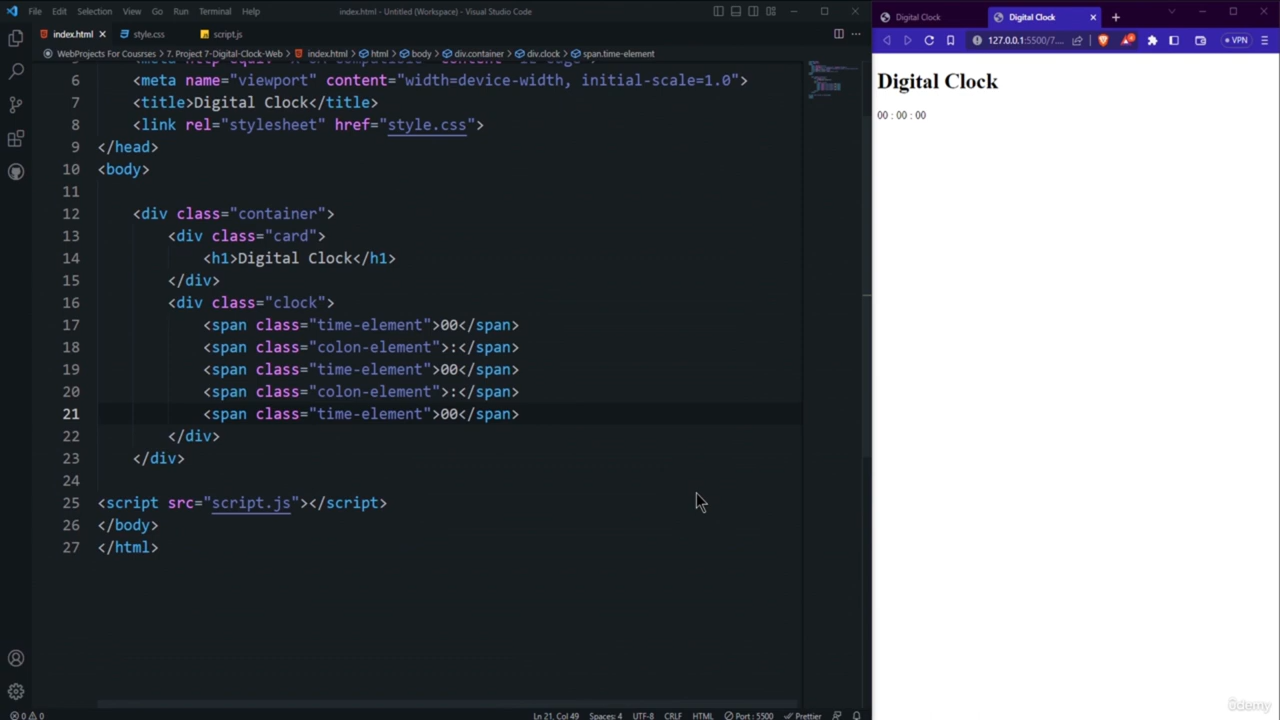 File Edit Selection View Go Run Terminal Help
index.html - Untitled (Workspace) - Visual Studio Code
index.html style.css script.js
WebProjects For Coursses > 7. Project 7-Digital-Clock-Web > index.html > html > body > div.container > div.clock > span.time-element
6 <meta name="viewport" content="width=device-width, initial-scale=1.0">
7 <title>Digital Clock</title>
8 <link rel="stylesheet" href="style.css">
9 </head>
10 <body>
11
12 <div class="container">
13 <div class="card">
14 <h1>Digital Clock</h1>
15 </div>
16 <div class="clock">
17 <span class="time-element">00</span>
18 <span class="colon-element">:</span>
19 <span class="time-element">00</span>
20 <span class="colon-element">:</span>
21 <span class="time-element">00</span>
22 </div>
23 </div>
24
25 <script src="script.js"></script>
26 </body>
27 </html>
0 0 Ln 21, Col 49 Spaces: 4 UTF-8 CRLF HTML Port : 5500 Prettier
Digital Clock Digital Clock
127.0.0.1:5500/7... VPN
Digital Clock
00 : 00 : 00
ûdemy